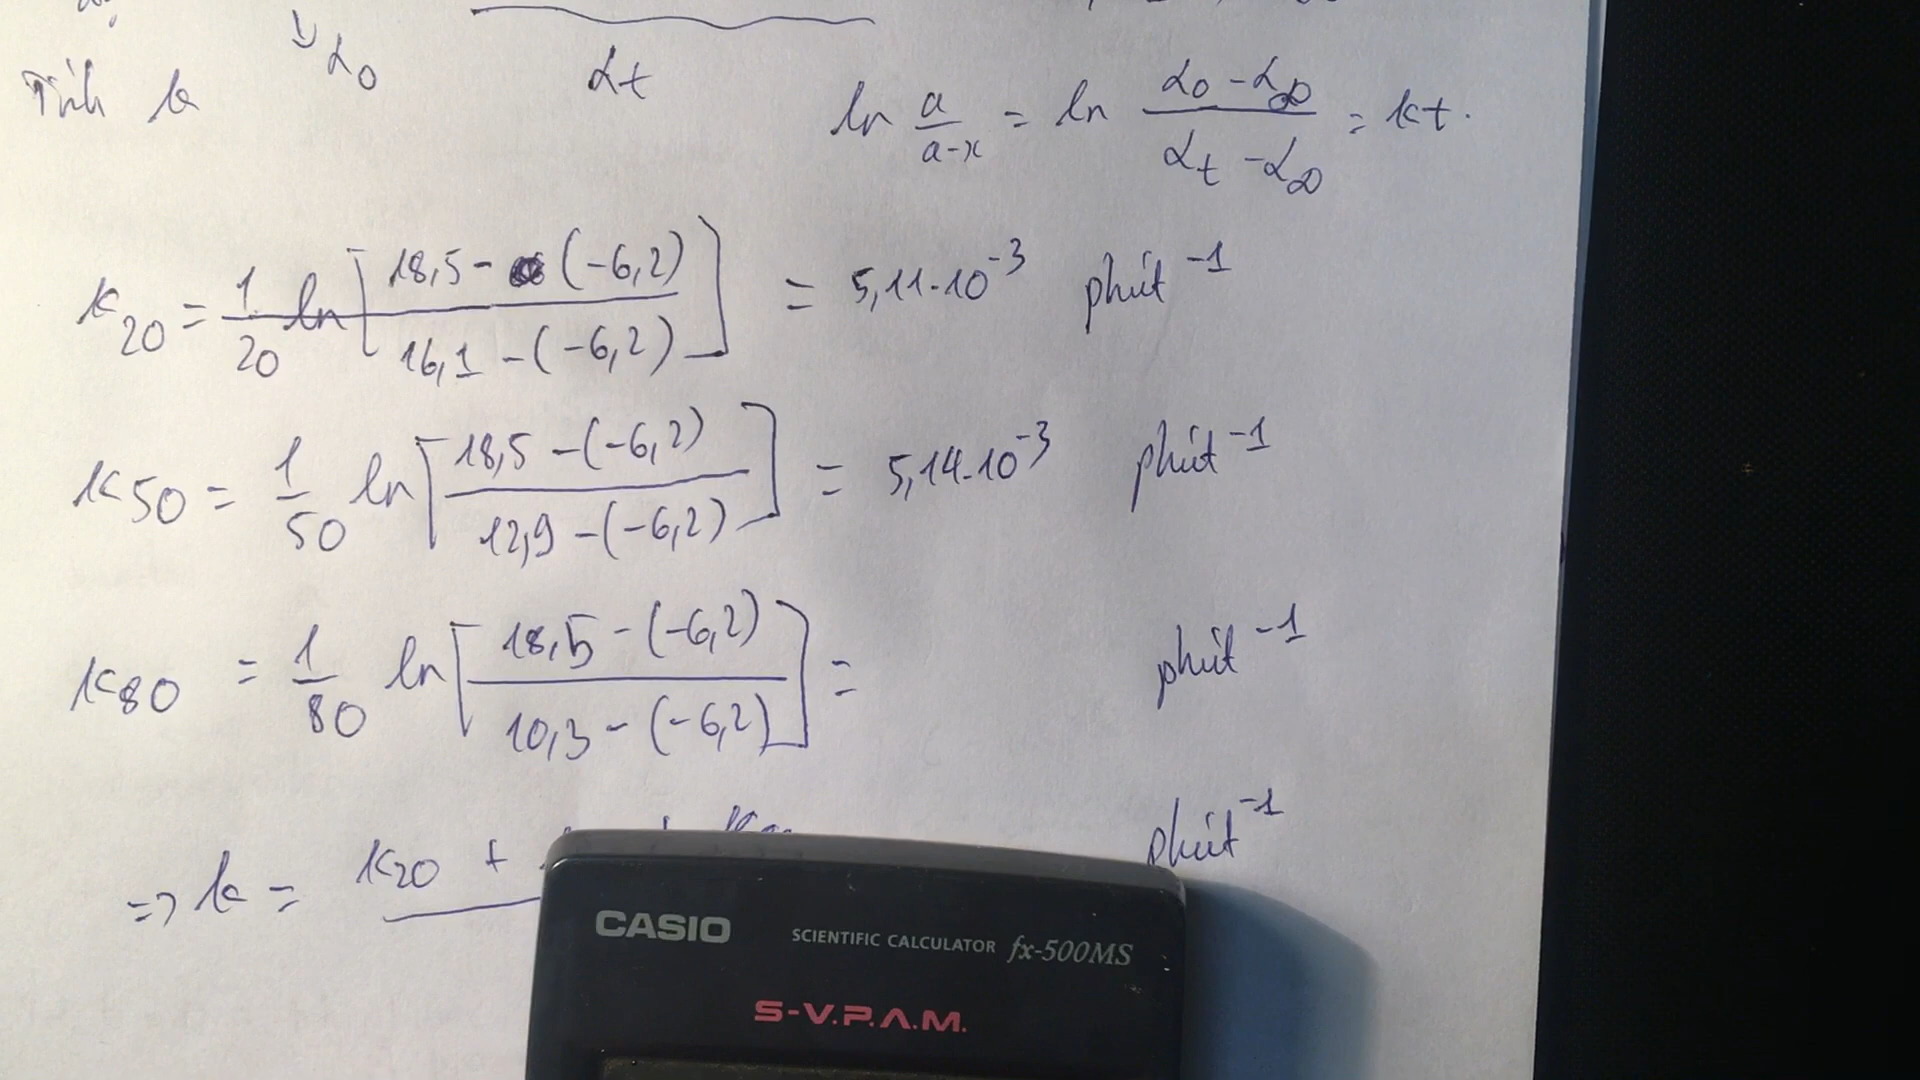 α0
αt
Tính k
ln a/a-x = ln α0 - α∞/αt - α∞ = kt.
k20 = 1/20 ln [18,5 - (-6,2)/16,1 - (-6,2)] = 5,11.10^-3 phút^-1
k50 = 1/50 ln [18,5 - (-6,2)/12,9 - (-6,2)] = 5,14.10^-3 phút^-1
k80 = 1/80 ln [18,5 - (-6,2)/10,3 - (-6,2)] = phút^-1
=> k = k20 + phút^-1
CASIO
SCIENTIFIC CALCULATOR fx-500MS
S-V.P.A.M.